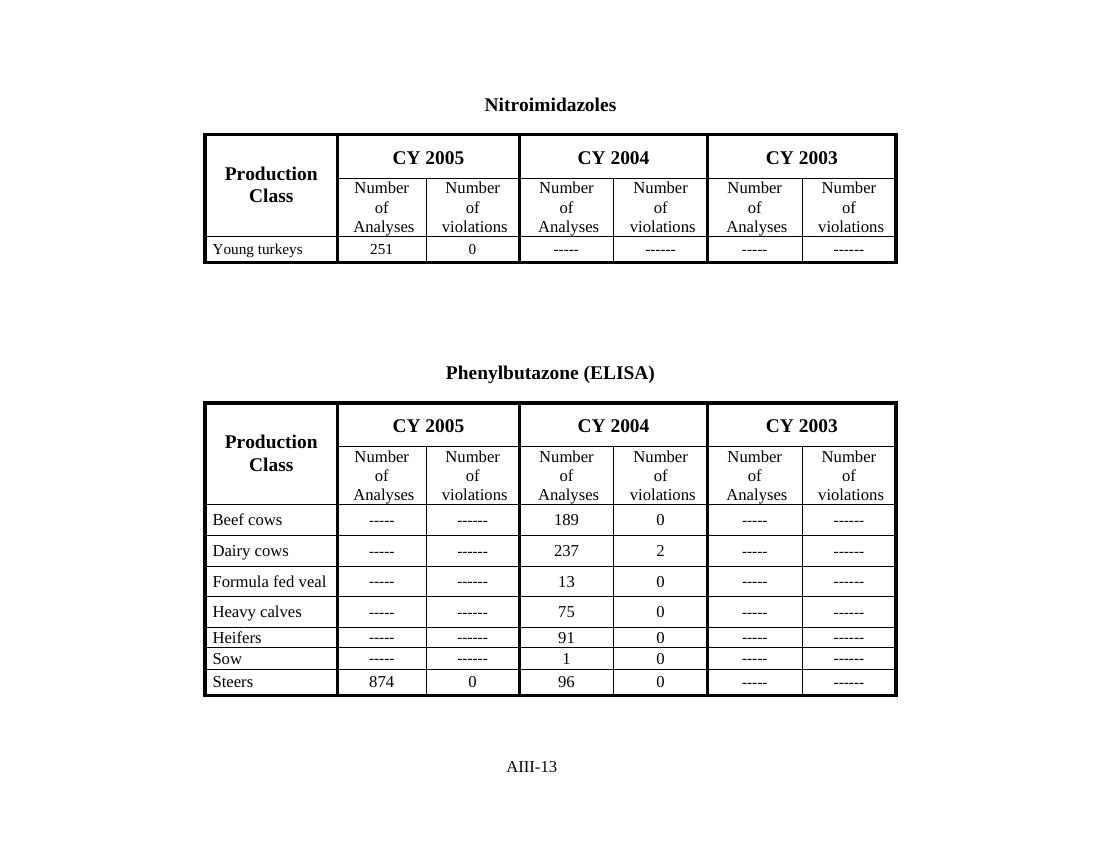 Nitroimidazoles
Production Class | CY 2005 | CY 2004 | CY 2003
Number of Analyses | Number of violations | Number of Analyses | Number of violations | Number of Analyses | Number of violations
Young turkeys | 251 | 0 | ----- | ------ | ----- | ------
Phenylbutazone (ELISA)
Production Class | CY 2005 | CY 2004 | CY 2003
Number of Analyses | Number of violations | Number of Analyses | Number of violations | Number of Analyses | Number of violations
Beef cows | ----- | ------ | 189 | 0 | ----- | ------
Dairy cows | ----- | ------ | 237 | 2 | ----- | ------
Formula fed veal | ----- | ------ | 13 | 0 | ----- | ------
Heavy calves | ----- | ------ | 75 | 0 | ----- | ------
Heifers | ----- | ------ | 91 | 0 | ----- | ------
Sow | ----- | ------ | 1 | 0 | ----- | ------
Steers | 874 | 0 | 96 | 0 | ----- | ------
AIII-13